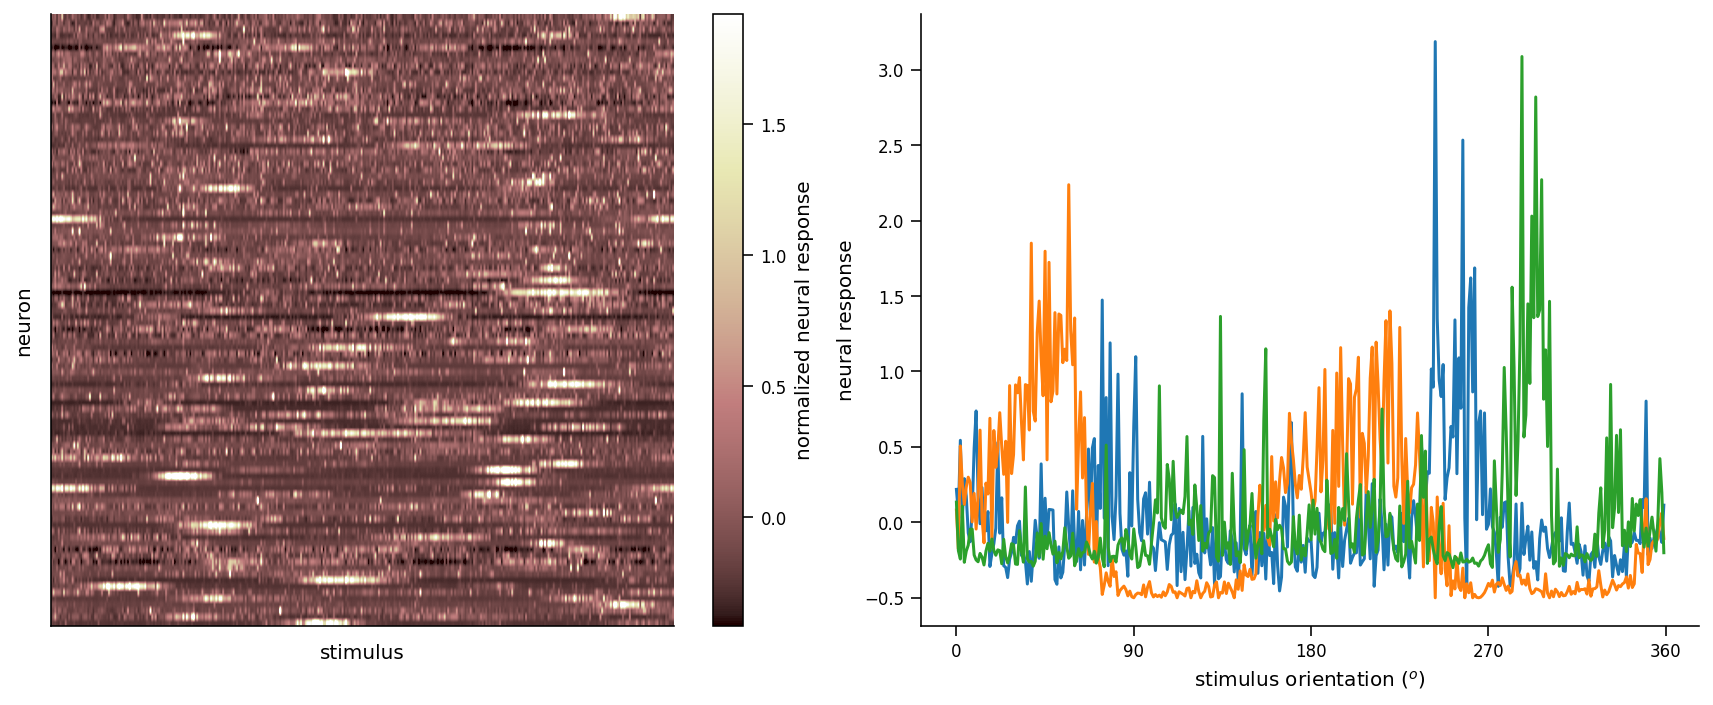 neuron
stimulus
1.5
1.0
0.5
0.0
normalized neural response
neural response
3.0
2.5
2.0
1.5
1.0
0.5
0.0
−0.5
0 90 180 270 360
stimulus orientation (°)